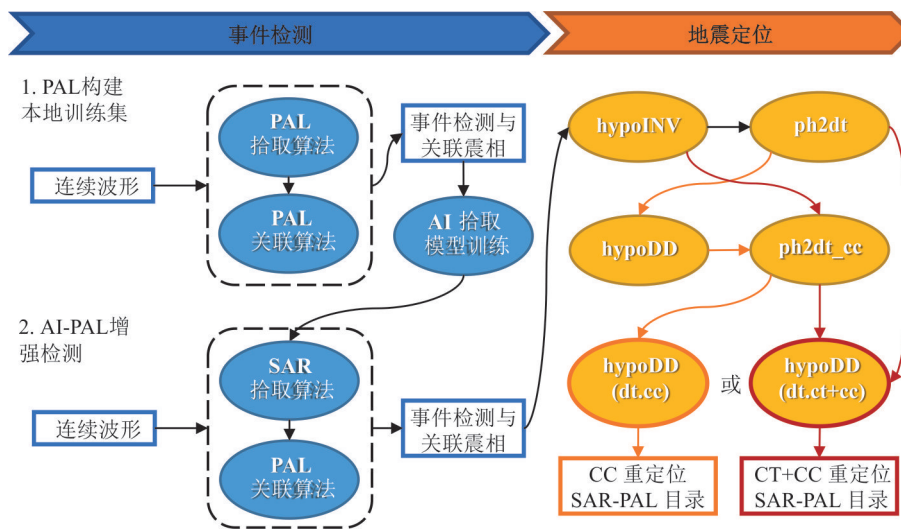 事件检测
地震定位
1. PAL构建
本地训练集
连续波形
PAL
拾取算法
PAL
关联算法
事件检测与
关联震相
AI 拾取
模型训练
2. AI-PAL增
强检测
连续波形
SAR
拾取算法
PAL
关联算法
事件检测与
关联震相
hypoINV
ph2dt
hypoDD
ph2dt_cc
hypoDD
(dt.cc)
或
hypoDD
(dt.ct+cc)
CC 重定位
SAR-PAL 目录
CT+CC 重定位
SAR-PAL 目录